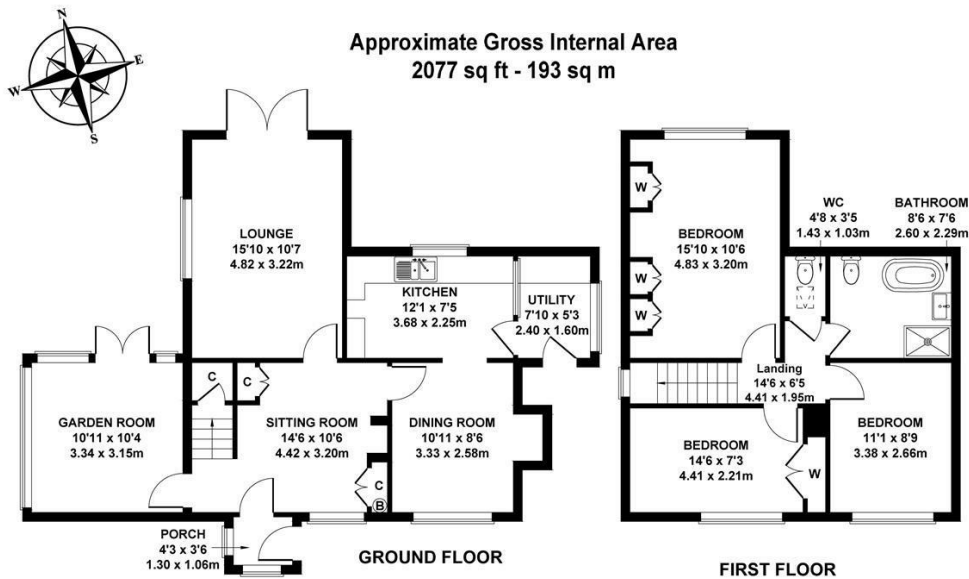 N
E
W
S
Approximate Gross Internal Area
2077 sq ft - 193 sq m
LOUNGE
15'10 x 10'7
4.82 x 3.22m
KITCHEN
12'1 x 7'5
3.68 x 2.25m
UTILITY
7'10 x 5'3
2.40 x 1.60m
C
C
GARDEN ROOM
10'11 x 10'4
3.34 x 3.15m
SITTING ROOM
14'6 x 10'6
4.42 x 3.20m
DINING ROOM
10'11 x 8'6
3.33 x 2.58m
C
B
PORCH
4'3 x 3'6
1.30 x 1.06m
GROUND FLOOR
WC
4'8 x 3'5
1.43 x 1.03m
BATHROOM
8'6 x 7'6
2.60 x 2.29m
W
BEDROOM
15'10 x 10'6
4.83 x 3.20m
W
W
Landing
14'6 x 6'5
4.41 x 1.95m
BEDROOM
14'6 x 7'3
4.41 x 2.21m
W
BEDROOM
11'1 x 8'9
3.38 x 2.66m
FIRST FLOOR